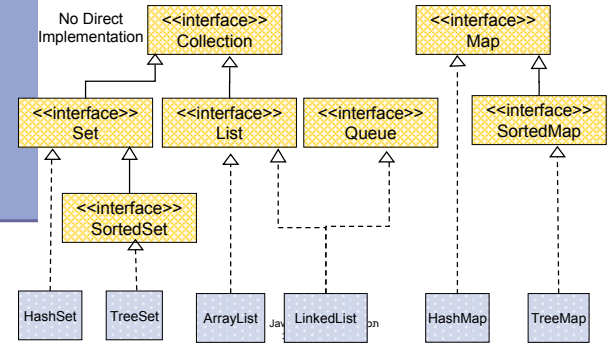 No Direct
Implementation
<<interface>>
Collection
<<interface>>
Map
<<interface>>
Set
<<interface>>
List
<<interface>>
Queue
<<interface>>
SortedMap
<<interface>>
SortedSet
HashSet
TreeSet
ArrayList
LinkedList
HashMap
TreeMap